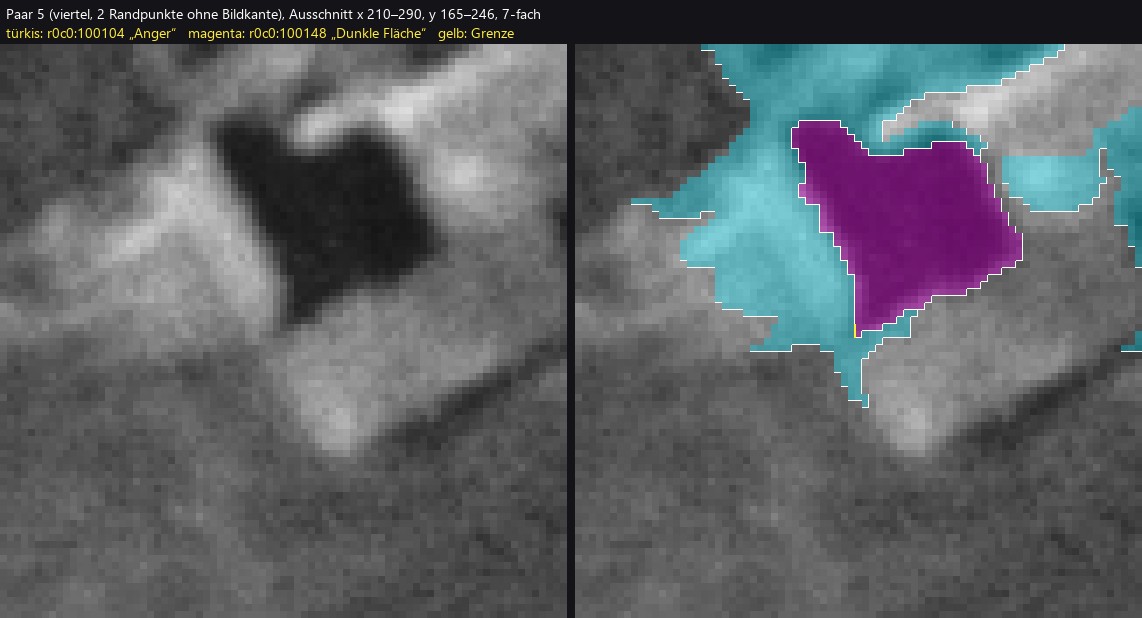 Paar 5 (viertel, 2 Randpunkte ohne Bildkante), Ausschnitt x 210–290, y 165–246, 7-fach
türkis: r0c0:100104 „Anger“ magenta: r0c0:100148 „Dunkle Fläche“ gelb: Grenze